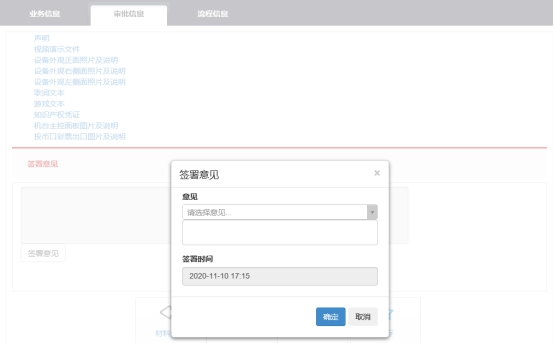 业务信息 审批信息 流程信息
声明
视频演示文件
设备外观正面照片及说明
设备外观右侧面照片及说明
设备外观左侧面照片及说明
歌词文本
游戏文本
知识产权凭证
机台主控面板图片及说明
投币口彩票出口图片及说明
签署意见
签署意见
签署意见 ×
意见
请选择意见...
签署时间
2020-11-10 17:15
确定 取消
材料